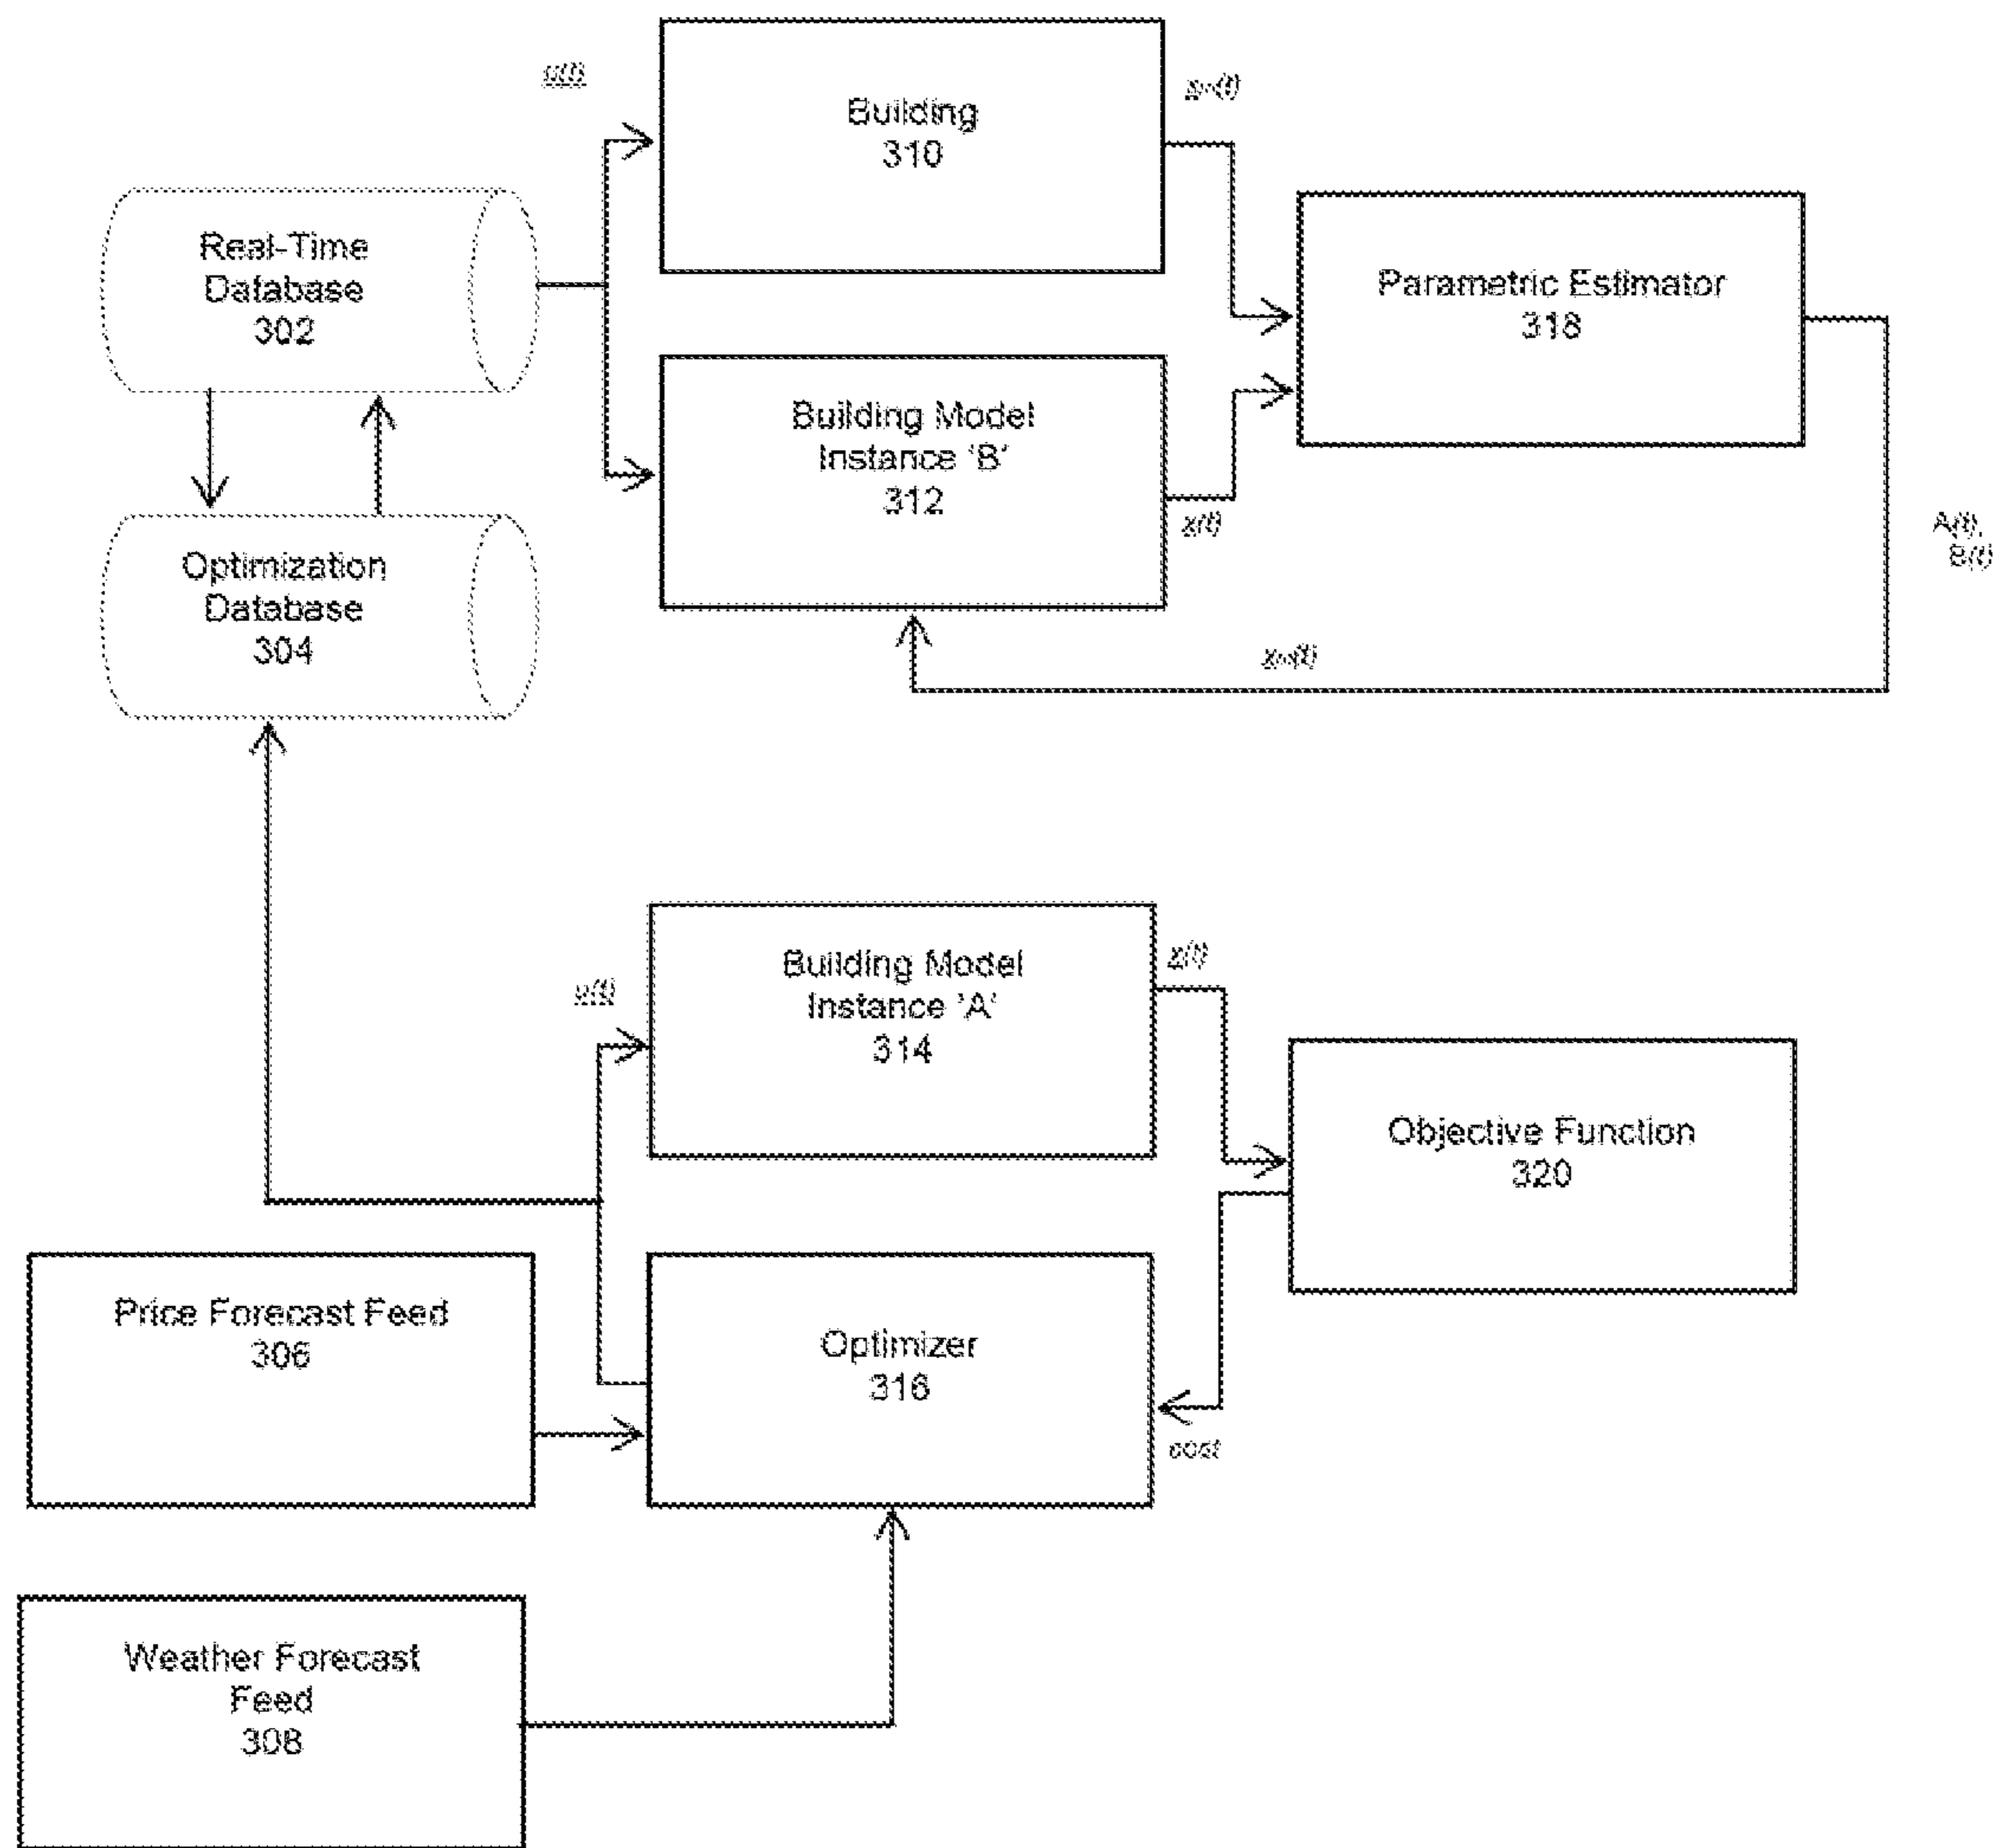 u(t)
Building
310
Real-Time
Database
302
Parametric Estimator
318
Building Model
Instance 'B'
312
Optimization
Database
304
A(t),
B(t)
Building Model
Instance 'A'
314
u(t)
Objective Function
320
Price Forecast Feed
306
Optimizer
316
cost
Weather Forecast
Feed
308